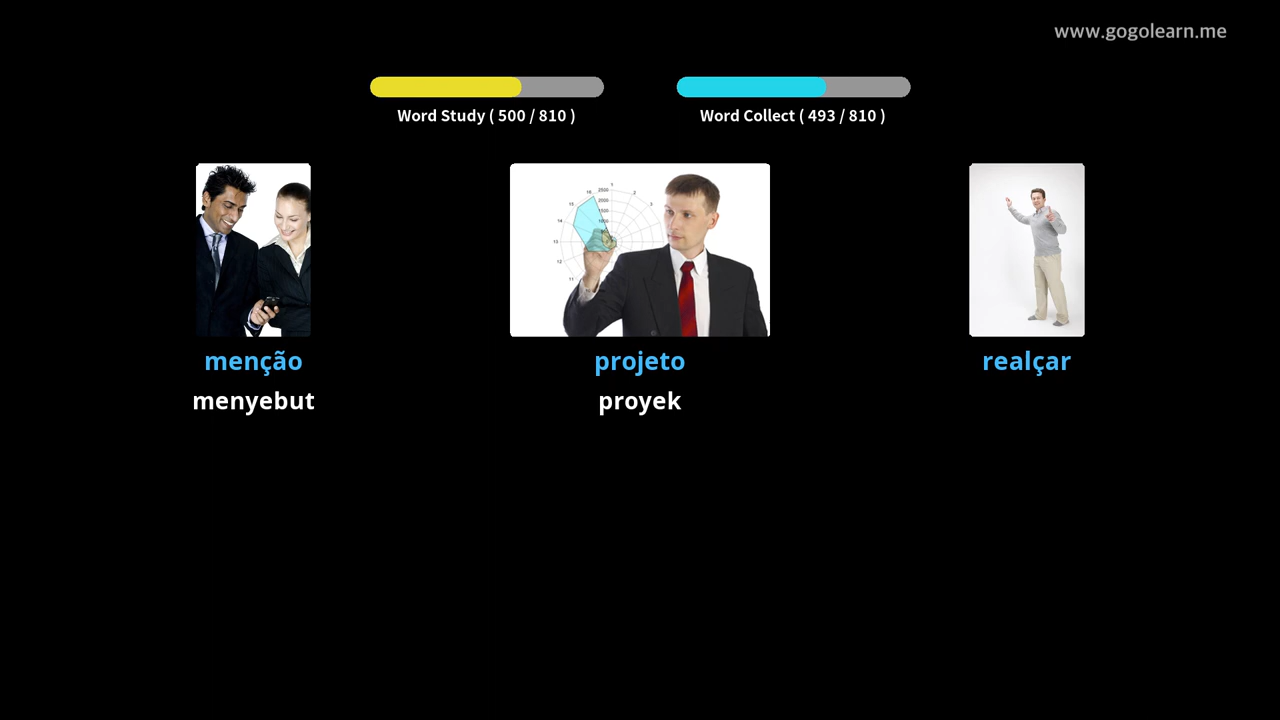 www.gogolearn.me
Word Study ( 500 / 810 )
Word Collect ( 493 / 810 )
menção
projeto
realçar
menyebut
proyek